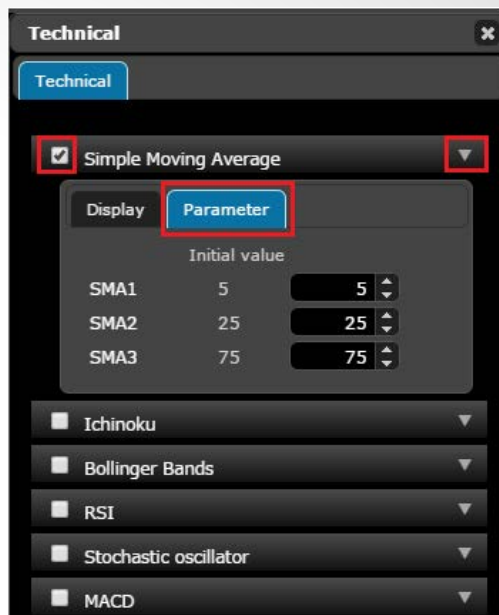 Technical
Technical
Simple Moving Average
Display Parameter
Initial value
SMA1 5 5
SMA2 25 25
SMA3 75 75
Ichinoku
Bollinger Bands
RSI
Stochastic oscillator
MACD